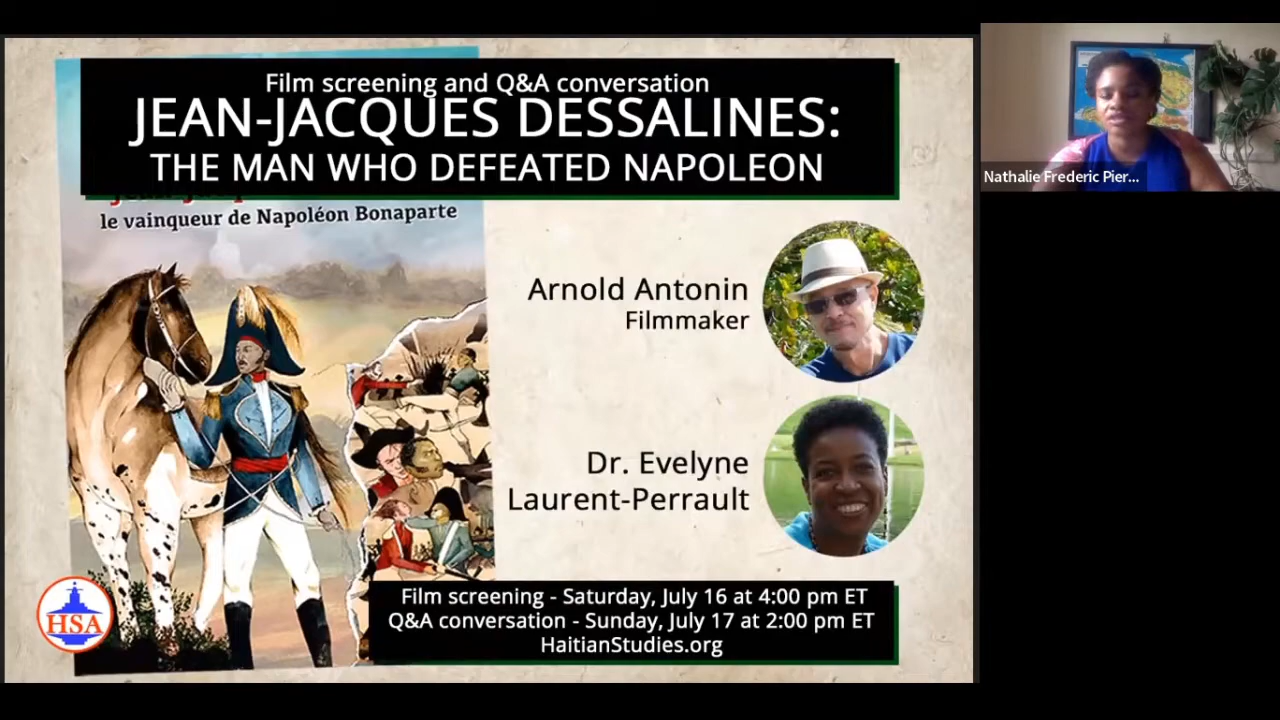 Film screening and Q&A conversation
JEAN-JACQUES DESSALINES:
THE MAN WHO DEFEATED NAPOLEON
le vainqueur de Napoléon Bonaparte
Arnold Antonin
Filmmaker
Dr. Evelyne
Laurent-Perrault
HSA
Film screening - Saturday, July 16 at 4:00 pm ET
Q&A conversation - Sunday, July 17 at 2:00 pm ET
HaitianStudies.org
Nathalie Frederic Pier...